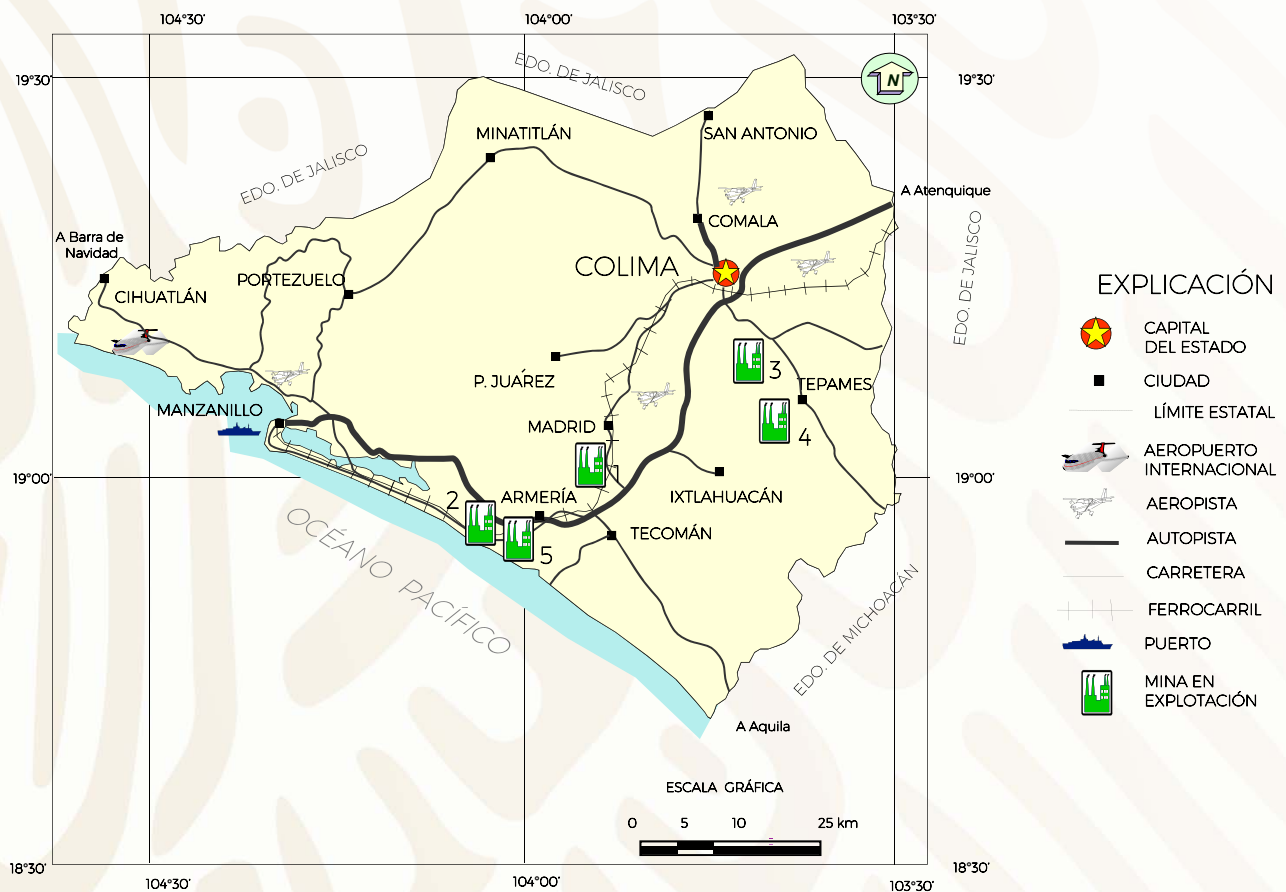 104°30'
104°00'
103°30'
19°30'
19°30'
EDO. DE JALISCO
N
MINATITLÁN
SAN ANTONIO
EDO. DE JALISCO
A Atenquique
COMALA
A Barra de
Navidad
EDO. DE JALISCO
COLIMA
PORTEZUELO
CIHUATLÁN
3
P. JUÁREZ
TEPAMES
MANZANILLO
MADRID
4
19°00'
19°00'
2
ARMERÍA
IXTLAHUACÁN
TECOMÁN
5
OCÉANO PACÍFICO
EDO. DE MICHOACÁN
A Aquila
ESCALA GRÁFICA
0 5 10 25 km
18°30'
18°30'
104°30'
104°00'
103°30'
EXPLICACIÓN
CAPITAL
DEL ESTADO
CIUDAD
LÍMITE ESTATAL
AEROPUERTO
INTERNACIONAL
AEROPISTA
AUTOPISTA
CARRETERA
FERROCARRIL
PUERTO
MINA EN
EXPLOTACIÓN